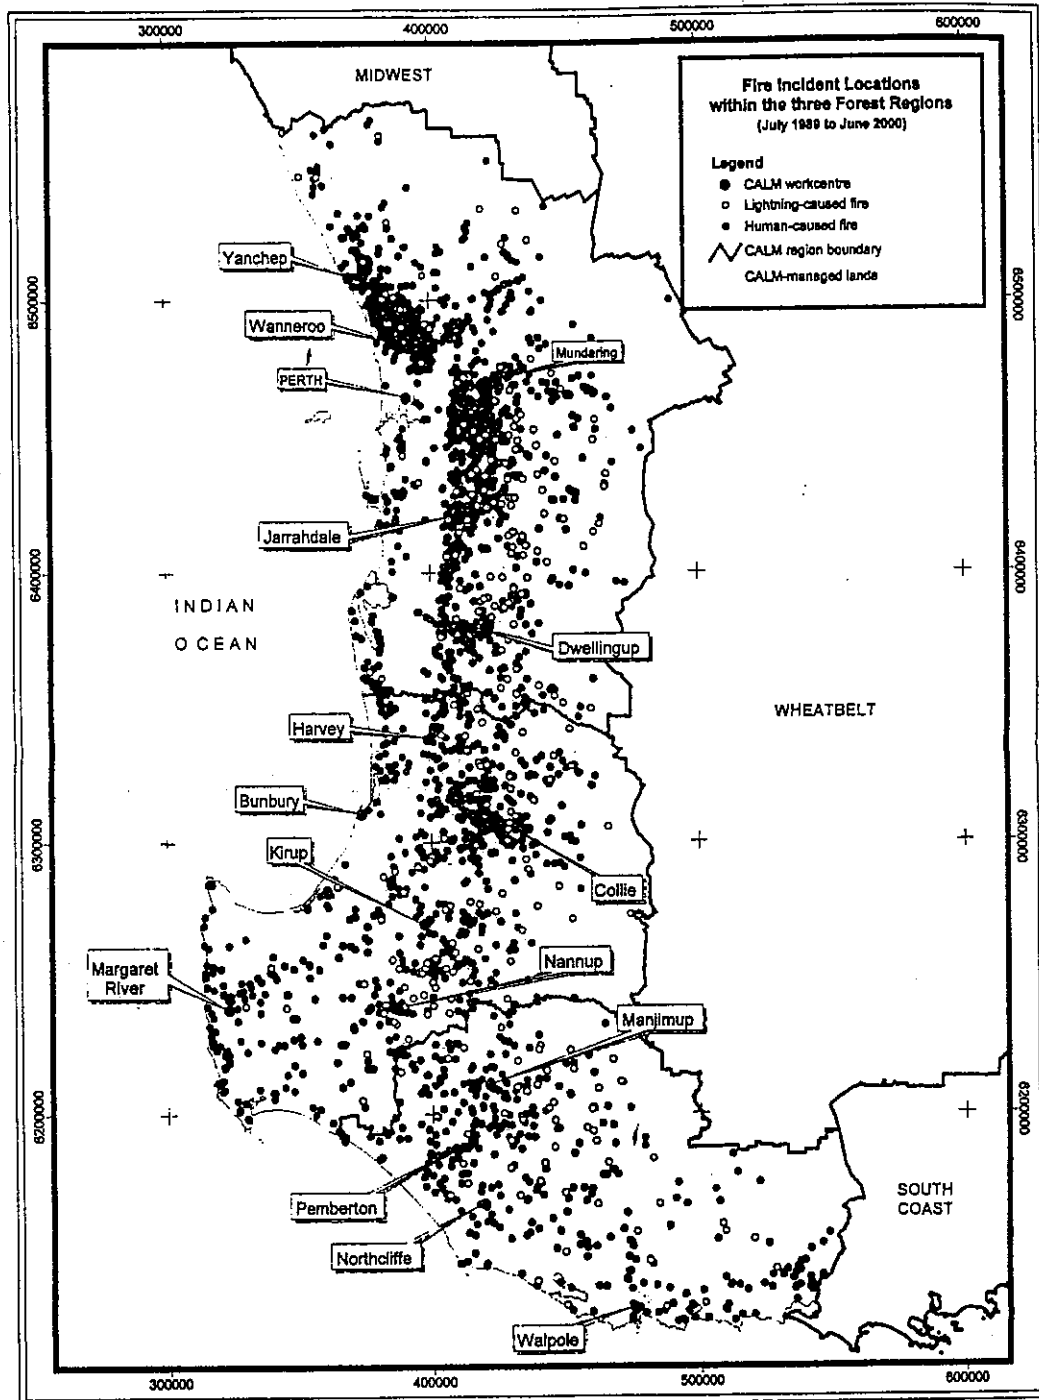 300000
400000
500000
600000
MIDWEST
Fire Incident Locations
within the three Forest Regions
(July 1989 to June 2000)
Legend
CALM workcentre
Lightning-caused fire
Human-caused fire
CALM region boundary
CALM-managed lands
Yanchep
6500000
6500000
Wanneroo
Mundaring
PERTH
Jarrahdale
6400000
6400000
INDIAN
OCEAN
Dwellingup
WHEATBELT
Harvey
Bunbury
6300000
6300000
Kirup
Collie
Margaret
River
Nannup
Manjimup
6200000
6200000
Pemberton
SOUTH
COAST
Northcliffe
Walpole
300000
400000
500000
600000